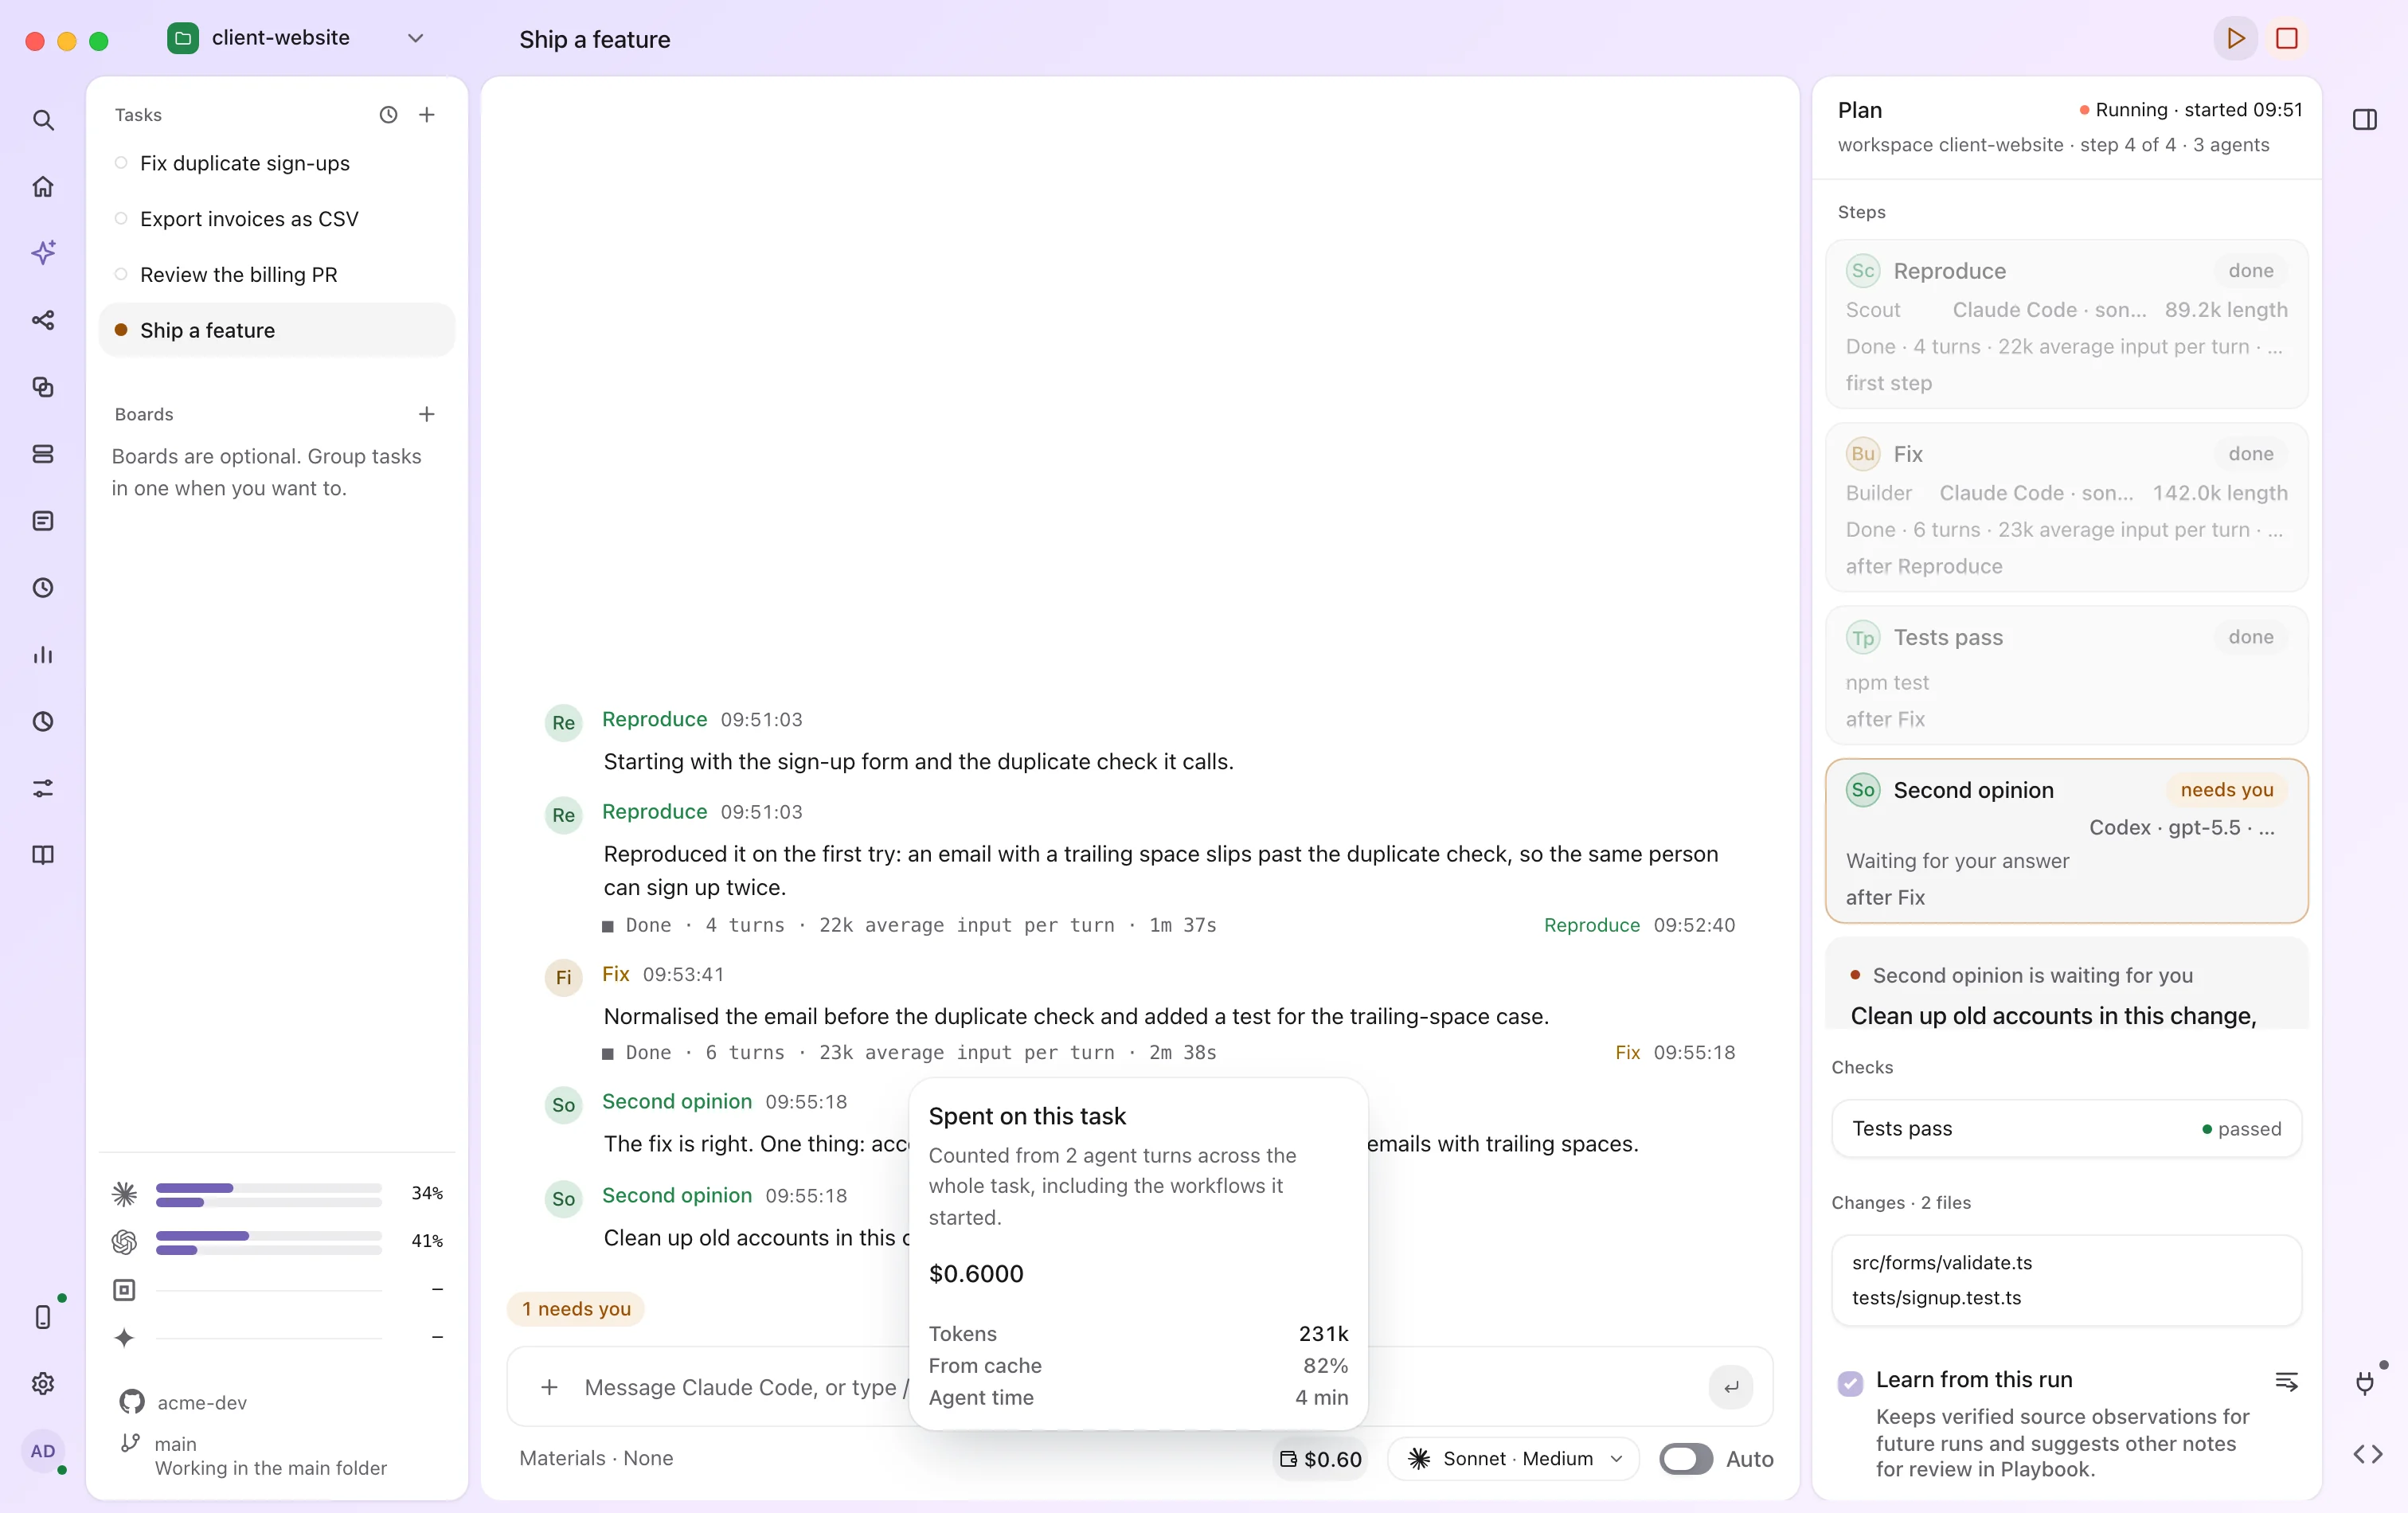 client-website
Ship a feature
Tasks
Fix duplicate sign-ups
Export invoices as CSV
Review the billing PR
Ship a feature
Boards
Boards are optional. Group tasks
in one when you want to.
34%
41%
–
–
acme-dev
main
Working in the main folder
AD
Re
Reproduce 09:51:03
Starting with the sign-up form and the duplicate check it calls.
Re
Reproduce 09:51:03
Reproduced it on the first try: an email with a trailing space slips past the duplicate check, so the same person
can sign up twice.
Done · 4 turns · 22k average input per turn · 1m 37s
Reproduce 09:52:40
Fi
Fix 09:53:41
Normalised the email before the duplicate check and added a test for the trailing-space case.
Done · 6 turns · 23k average input per turn · 2m 38s
Fix 09:55:18
So
Second opinion 09:55:18
The fix is right. One thing: acc
emails with trailing spaces.
So
Second opinion 09:55:18
Clean up old accounts in this
1 needs you
Message Claude Code, or type /
Materials · None
Spent on this task
Counted from 2 agent turns across the
whole task, including the workflows it
started.
$0.6000
Tokens 231k
From cache 82%
Agent time 4 min
$0.60
Sonnet · Medium
Auto
Plan
Running · started 09:51
workspace client-website · step 4 of 4 · 3 agents
Steps
Sc Reproduce done
Scout Claude Code · son... 89.2k length
Done · 4 turns · 22k average input per turn · ...
first step
Bu Fix done
Builder Claude Code · son... 142.0k length
Done · 6 turns · 23k average input per turn · ...
after Reproduce
Tp Tests pass done
npm test
after Fix
So Second opinion needs you
Codex · gpt-5.5 · ...
Waiting for your answer
after Fix
Second opinion is waiting for you
Clean up old accounts in this change,
Checks
Tests pass passed
Changes · 2 files
src/forms/validate.ts
tests/signup.test.ts
Learn from this run
Keeps verified source observations for
future runs and suggests other notes
for review in Playbook.